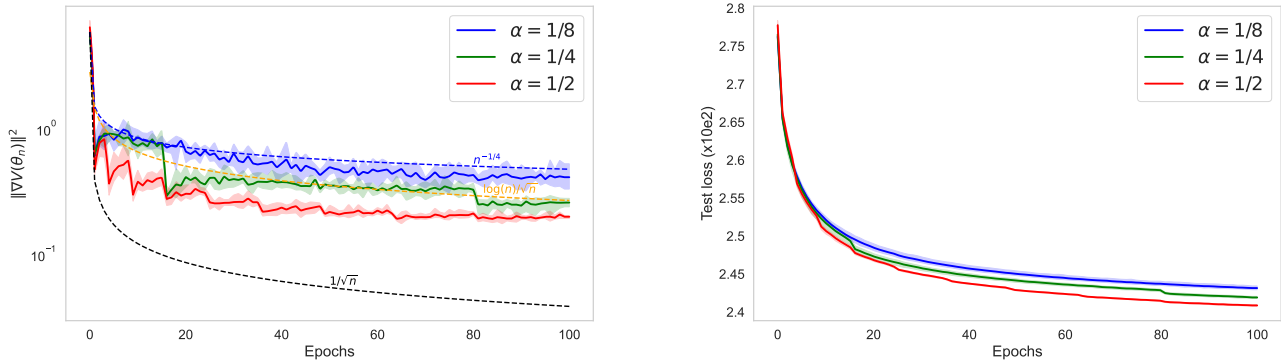 α = 1/8
α = 1/4
α = 1/2
‖∇V(θₙ)‖²
10⁰
10⁻¹
n⁻¹/⁴
log(n)/√n
1/√n
0 20 40 60 80 100
Epochs
α = 1/8
α = 1/4
α = 1/2
Test loss (x10e2)
2.8
2.75
2.7
2.65
2.6
2.55
2.5
2.45
2.4
0 20 40 60 80 100
Epochs